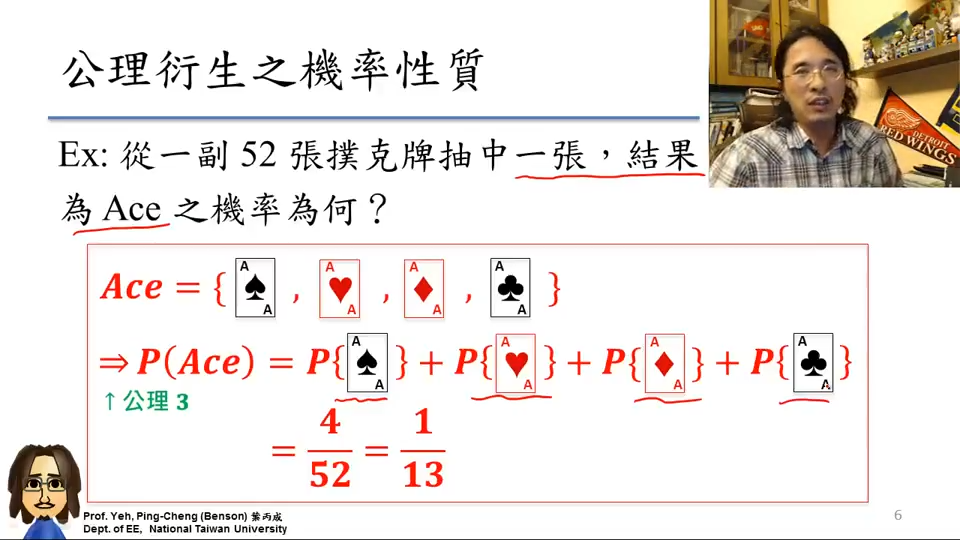 公理衍生之機率性質
Ex: 從一副 52 張撲克牌抽中一張，結果
為 Ace 之機率為何？
DETROIT
RED WINGS
Ace = { A ♠ A , A ♥ A , A ♦ A , A ♣ A }
⇒ P(Ace) = P{ A ♠ A } + P{ A ♥ A } + P{ A ♦ A } + P{ A ♣ A }
↑公理 3
= 4/52 = 1/13
Prof. Yeh, Ping-Cheng (Benson) 葉丙成
Dept. of EE, National Taiwan University
6